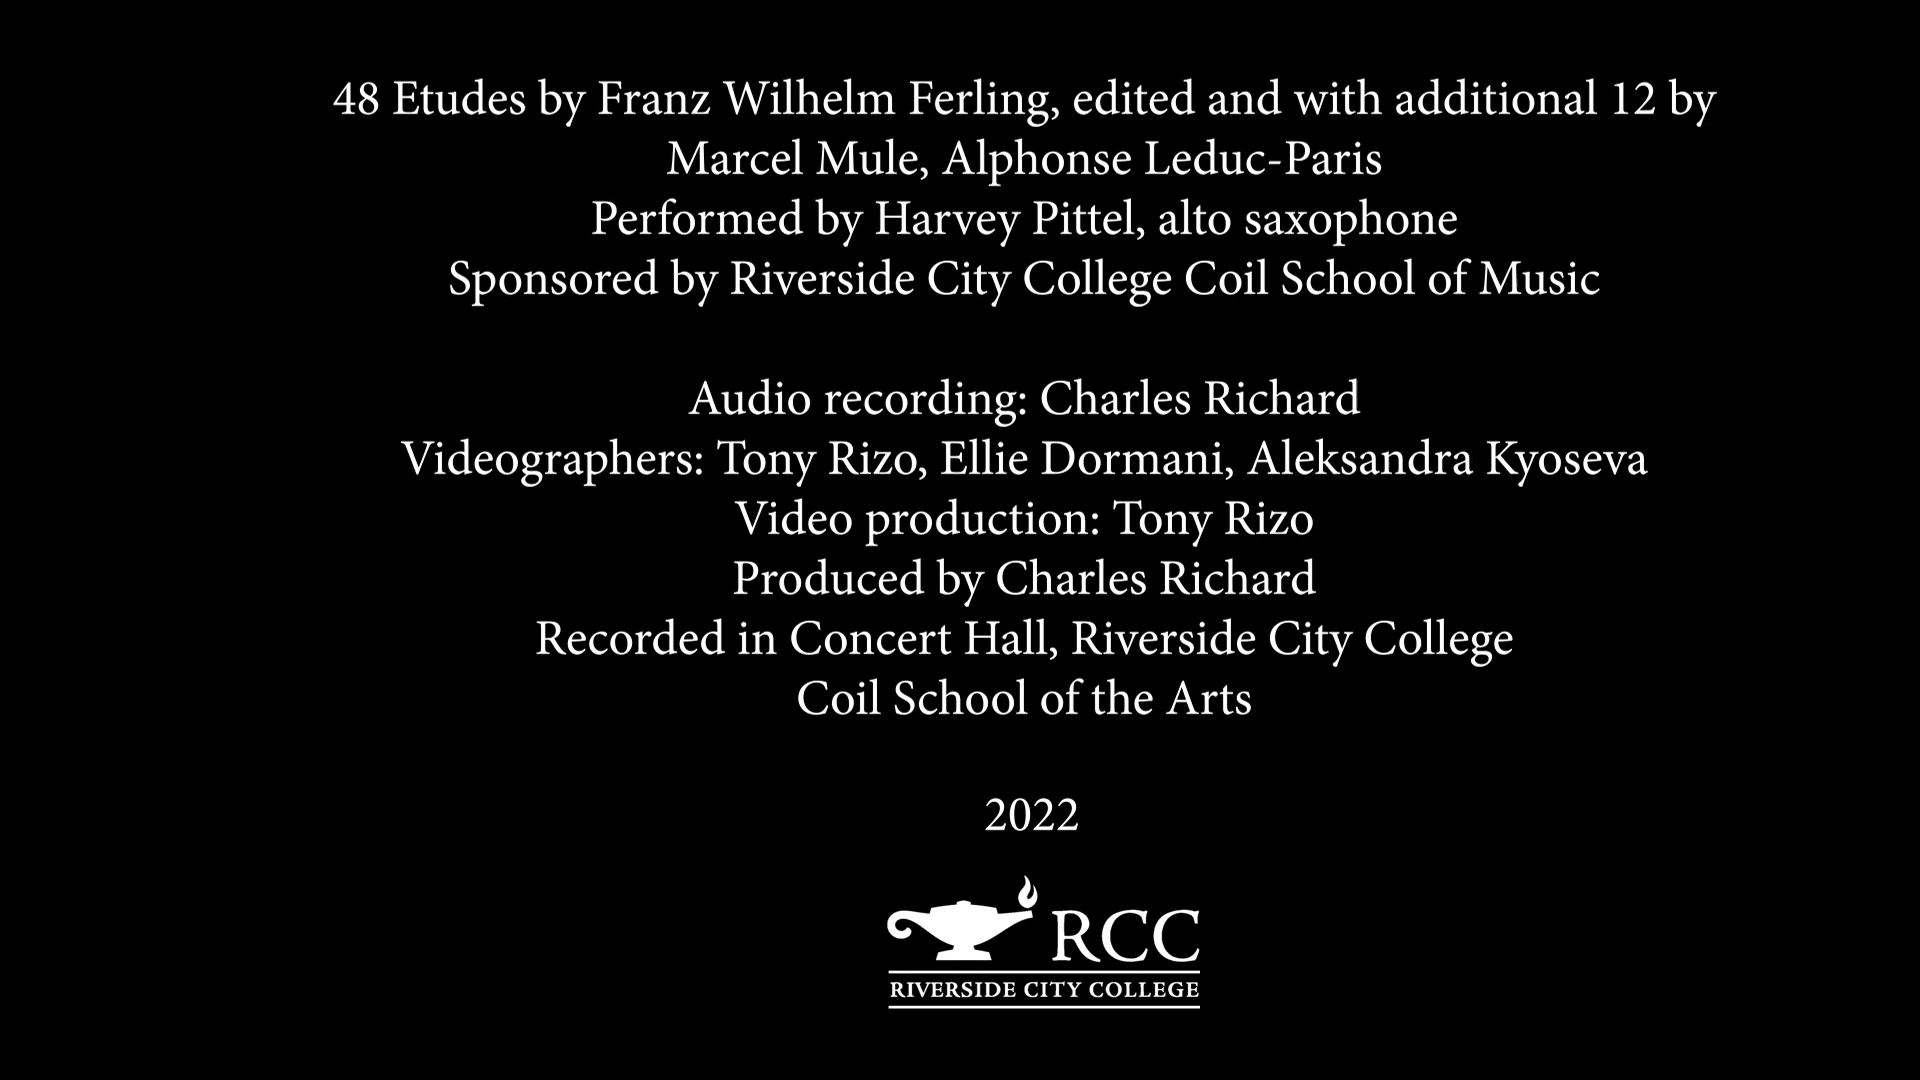 48 Etudes by Franz Wilhelm Ferling, edited and with additional 12 by
Marcel Mule, Alphonse Leduc-Paris
Performed by Harvey Pittel, alto saxophone
Sponsored by Riverside City College Coil School of Music
Audio recording: Charles Richard
Videographers: Tony Rizo, Ellie Dormani, Aleksandra Kyoseva
Video production: Tony Rizo
Produced by Charles Richard
Recorded in Concert Hall, Riverside City College
Coil School of the Arts
2022
RCC
RIVERSIDE CITY COLLEGE